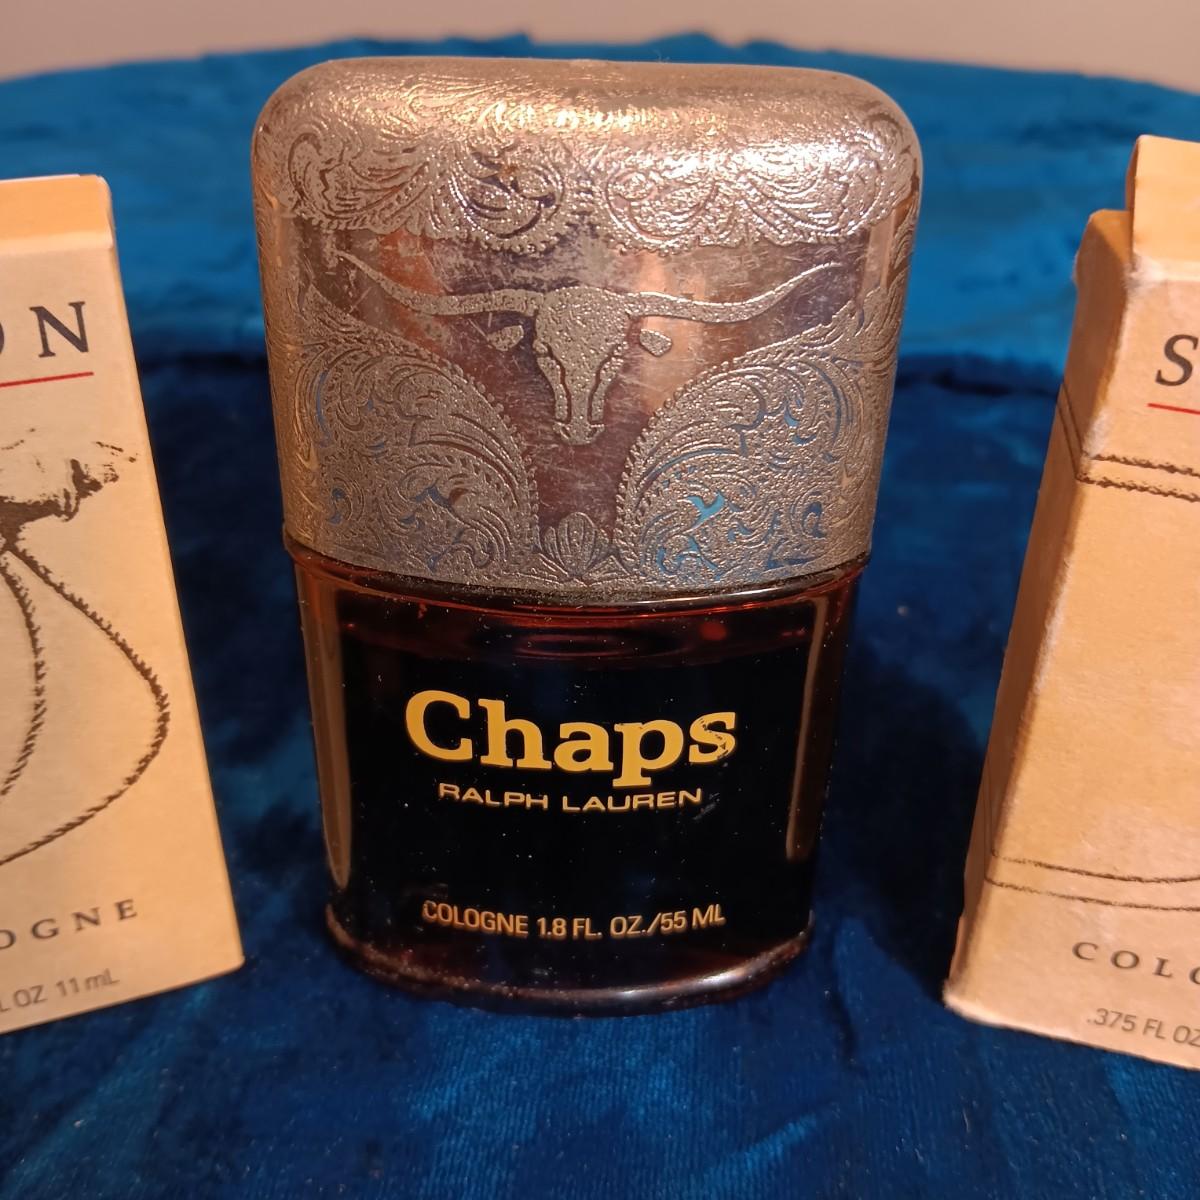 Chaps
RALPH LAUREN
COLOGNE 1.8 FL. OZ./55 ML
ON
OGNE
L OZ 11 mL
S
COLO
.375 FL OZ